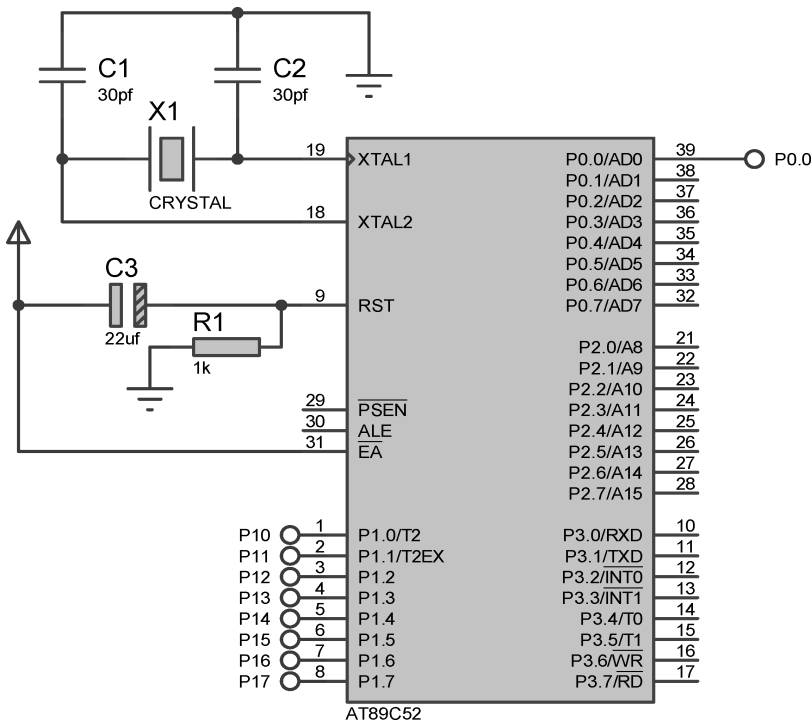 C1
30pf
C2
30pf
X1
CRYSTAL
19 XTAL1
18 XTAL2
C3
22uf
9 RST
R1
1k
29 PSEN
30 ALE
31 EA
P10 1 P1.0/T2
P11 2 P1.1/T2EX
P12 3 P1.2
P13 4 P1.3
P14 5 P1.4
P15 6 P1.5
P16 7 P1.6
P17 8 P1.7
P0.0/AD0 39 P0.0
P0.1/AD1 38
P0.2/AD2 37
P0.3/AD3 36
P0.4/AD4 35
P0.5/AD5 34
P0.6/AD6 33
P0.7/AD7 32
P2.0/A8 21
P2.1/A9 22
P2.2/A10 23
P2.3/A11 24
P2.4/A12 25
P2.5/A13 26
P2.6/A14 27
P2.7/A15 28
P3.0/RXD 10
P3.1/TXD 11
P3.2/INT0 12
P3.3/INT1 13
P3.4/T0 14
P3.5/T1 15
P3.6/WR 16
P3.7/RD 17
AT89C52